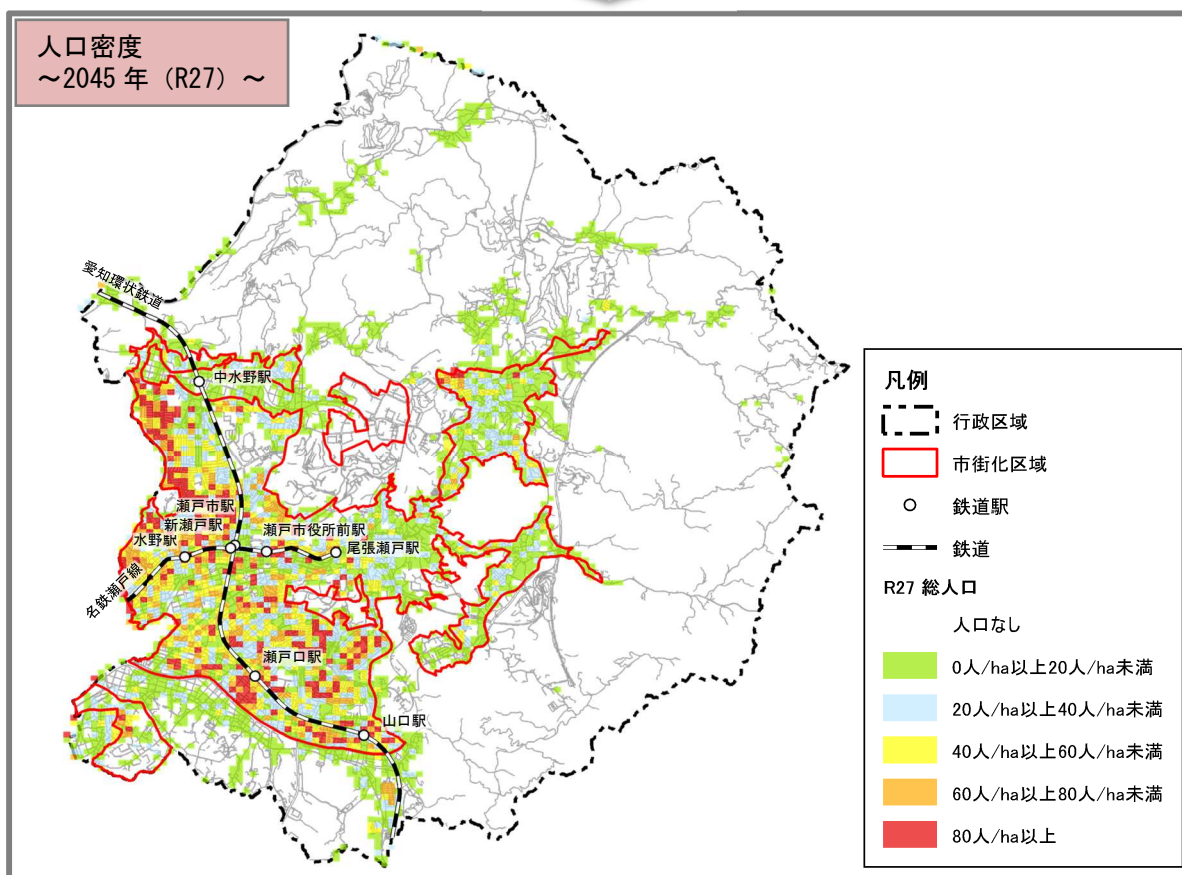 人口密度
～2045 年（R27）～
愛知環状鉄道
中水野駅
瀬戸市駅
新瀬戸駅
瀬戸市役所前駅
水野駅
尾張瀬戸駅
名鉄瀬戸線
瀬戸口駅
山口駅
凡例
行政区域
市街化区域
鉄道駅
鉄道
R27 総人口
人口なし
0人/ha以上20人/ha未満
20人/ha以上40人/ha未満
40人/ha以上60人/ha未満
60人/ha以上80人/ha未満
80人/ha以上